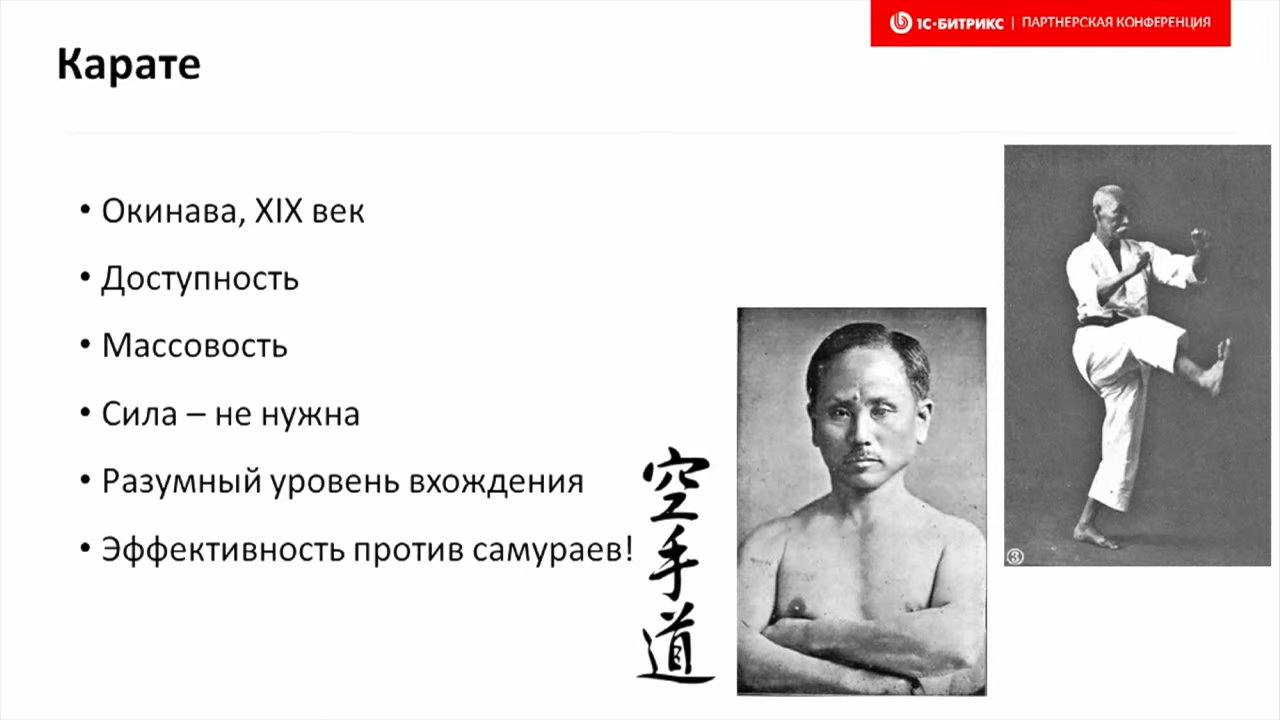 1С-БИТРИКС | ПАРТНЕРСКАЯ КОНФЕРЕНЦИЯ
Карате
• Окинава, XIX век
• Доступность
• Массовость
• Сила – не нужна
• Разумный уровень вхождения
• Эффективность против самураев!
空手道
③